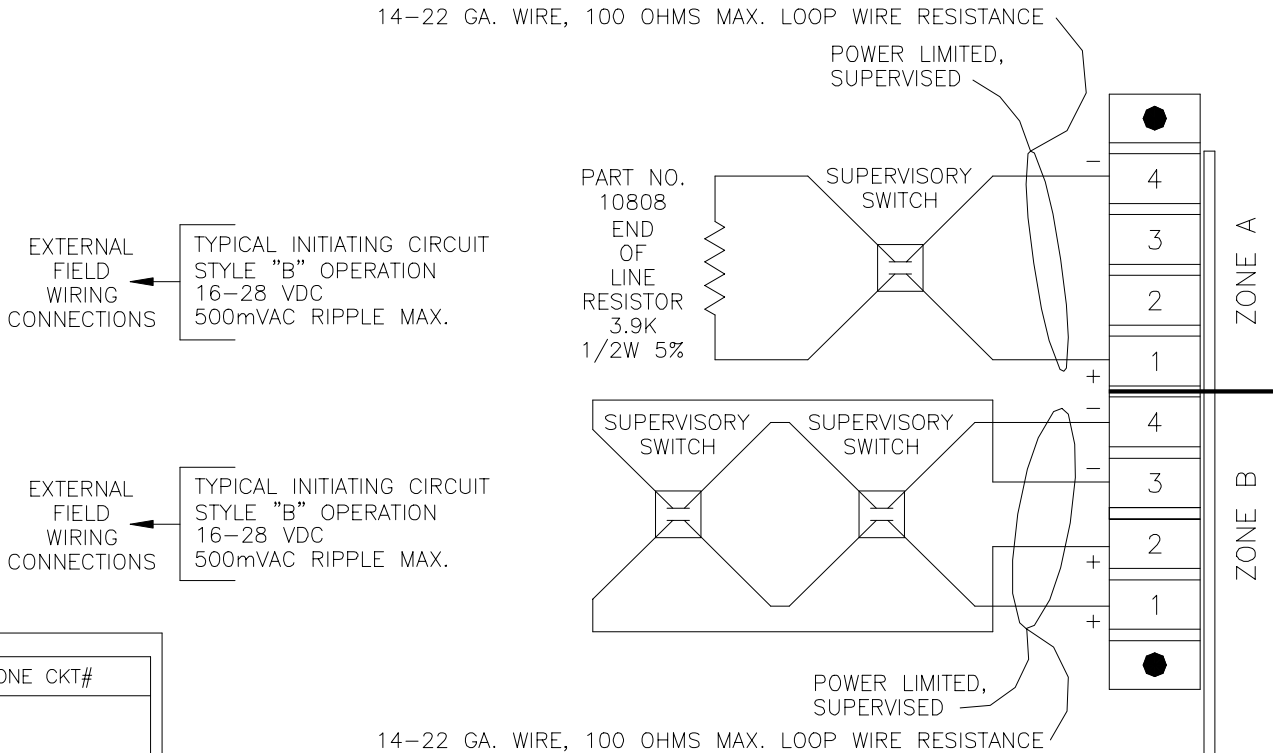 14-22 GA. WIRE, 100 OHMS MAX. LOOP WIRE RESISTANCE
POWER LIMITED,
SUPERVISED
PART NO.
10808
END
OF
LINE
RESISTOR
3.9K
1/2W 5%
SUPERVISORY
SWITCH
-
4
3
2
1
+
ZONE A
EXTERNAL
FIELD
WIRING
CONNECTIONS
TYPICAL INITIATING CIRCUIT
STYLE "B" OPERATION
16-28 VDC
500mVAC RIPPLE MAX.
SUPERVISORY
SWITCH
SUPERVISORY
SWITCH
-
4
-
3
2
+
1
+
ZONE B
EXTERNAL
FIELD
WIRING
CONNECTIONS
TYPICAL INITIATING CIRCUIT
STYLE "B" OPERATION
16-28 VDC
500mVAC RIPPLE MAX.
ONE CKT#
POWER LIMITED,
SUPERVISED
14-22 GA. WIRE, 100 OHMS MAX. LOOP WIRE RESISTANCE